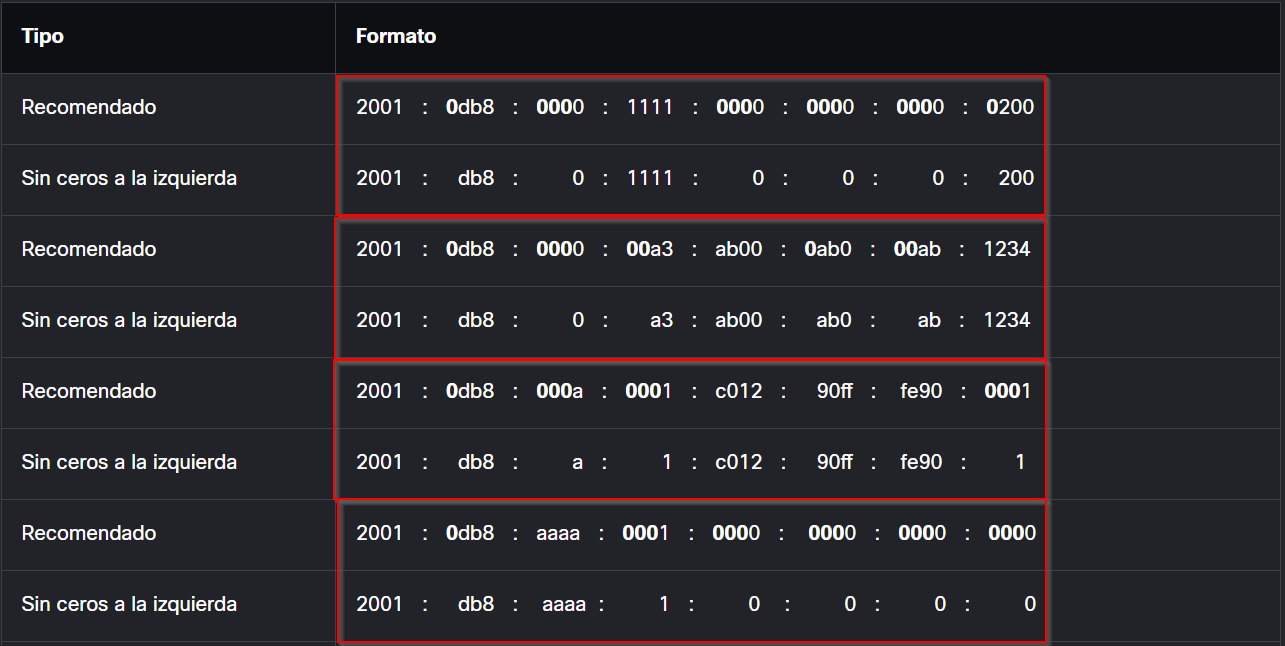 Tipo Formato
Recomendado 2001 : 0db8 : 0000 : 1111 : 0000 : 0000 : 0000 : 0200
Sin ceros a la izquierda 2001 : db8 : 0 : 1111 : 0 : 0 : 0 : 200
Recomendado 2001 : 0db8 : 0000 : 00a3 : ab00 : 0ab0 : 00ab : 1234
Sin ceros a la izquierda 2001 : db8 : 0 : a3 : ab00 : ab0 : ab : 1234
Recomendado 2001 : 0db8 : 000a : 0001 : c012 : 90ff : fe90 : 0001
Sin ceros a la izquierda 2001 : db8 : a : 1 : c012 : 90ff : fe90 : 1
Recomendado 2001 : 0db8 : aaaa : 0001 : 0000 : 0000 : 0000 : 0000
Sin ceros a la izquierda 2001 : db8 : aaaa : 1 : 0 : 0 : 0 : 0